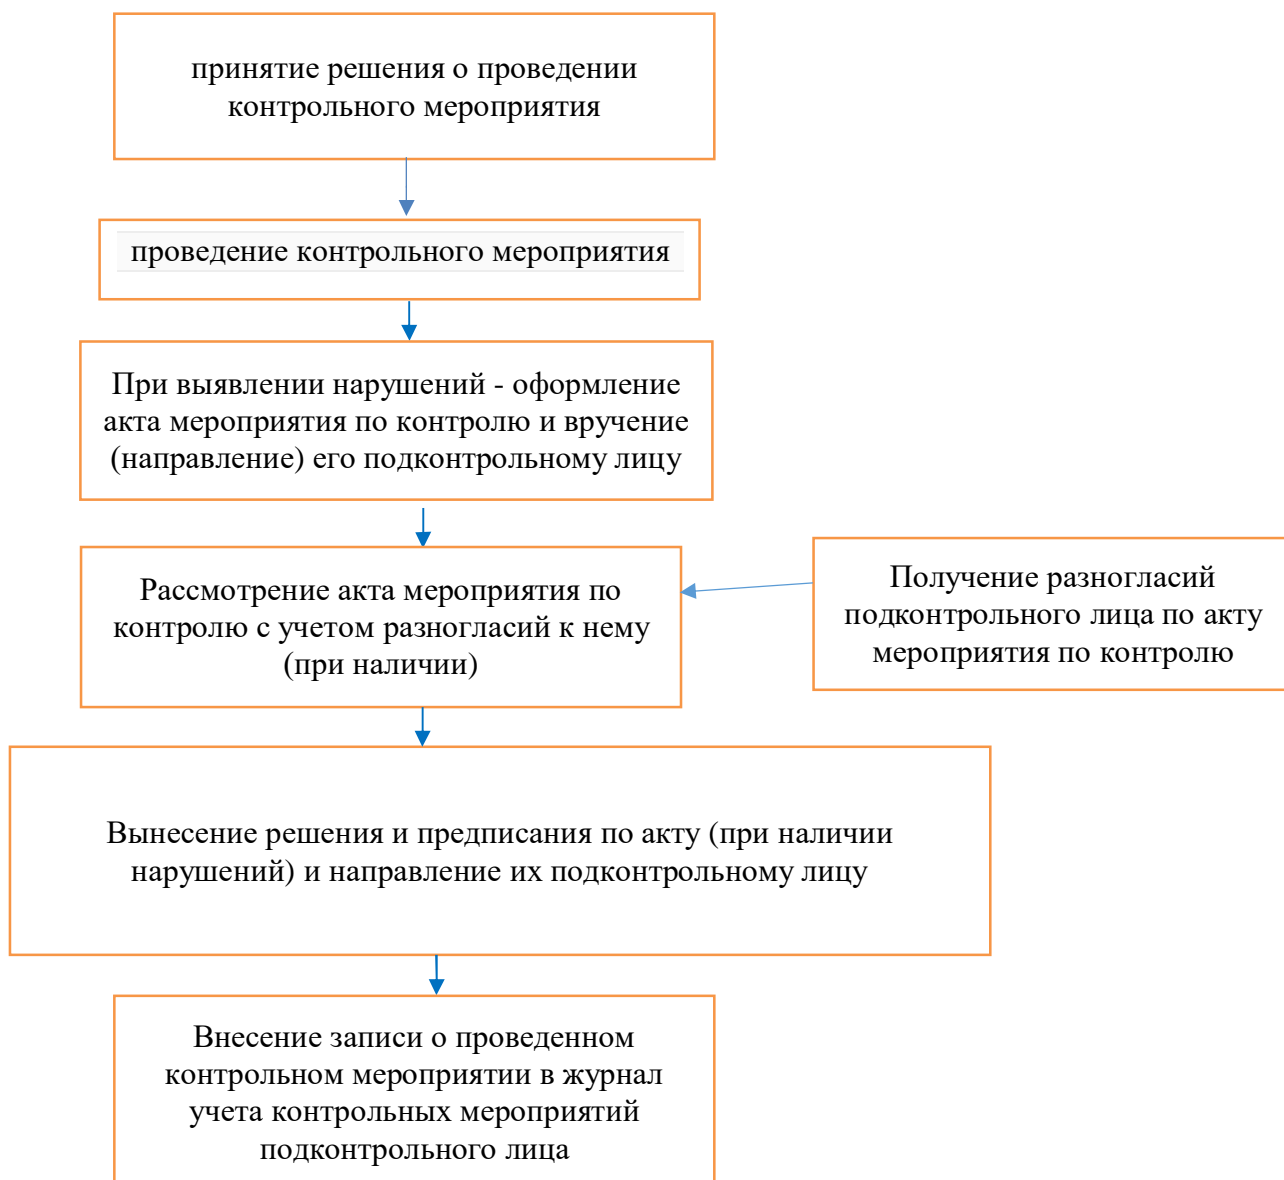 принятие решения о проведении
контрольного мероприятия
проведение контрольного мероприятия
При выявлении нарушений - оформление
акта мероприятия по контролю и вручение
(направление) его подконтрольному лицу
Рассмотрение акта мероприятия по
контролю с учетом разногласий к нему
(при наличии)
Получение разногласий
подконтрольного лица по акту
мероприятия по контролю
Вынесение решения и предписания по акту (при наличии
нарушений) и направление их подконтрольному лицу
Внесение записи о проведенном
контрольном мероприятии в журнал
учета контрольных мероприятий
подконтрольного лица